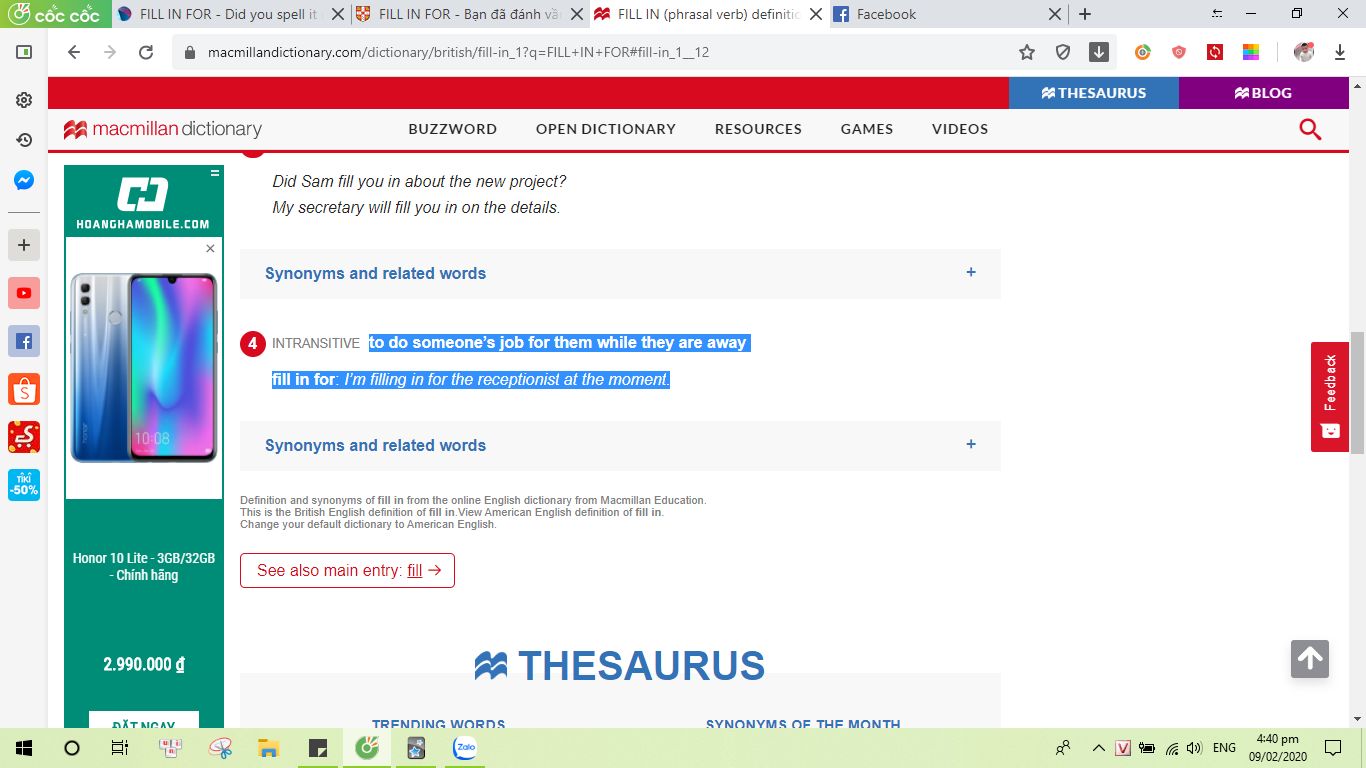 cốc cốc
FILL IN FOR - Did you spell it
FILL IN FOR - Bạn đã đánh vầ
FILL IN (phrasal verb) definitio
Facebook
macmillandictionary.com/dictionary/british/fill-in_1?q=FILL+IN+FOR#fill-in_1__12
THESAURUS
BLOG
macmillan dictionary
BUZZWORD
OPEN DICTIONARY
RESOURCES
GAMES
VIDEOS
HOANGHAMOBILE.COM
honor
10:08
Honor 10 Lite - 3GB/32GB
- Chính hãng
2.990.000 ₫
ĐẶT NGAY
TIKI
-50%
Did Sam fill you in about the new project?
My secretary will fill you in on the details.
Synonyms and related words +
4 INTRANSITIVE to do someone's job for them while they are away
fill in for: I'm filling in for the receptionist at the moment.
Synonyms and related words +
Definition and synonyms of fill in from the online English dictionary from Macmillan Education.
This is the British English definition of fill in.View American English definition of fill in.
Change your default dictionary to American English.
See also main entry: fill →
Feedback
THESAURUS
TRENDING WORDS
SYNONYMS OF THE MONTH
Zalo
V
ENG
4:40 pm
09/02/2020